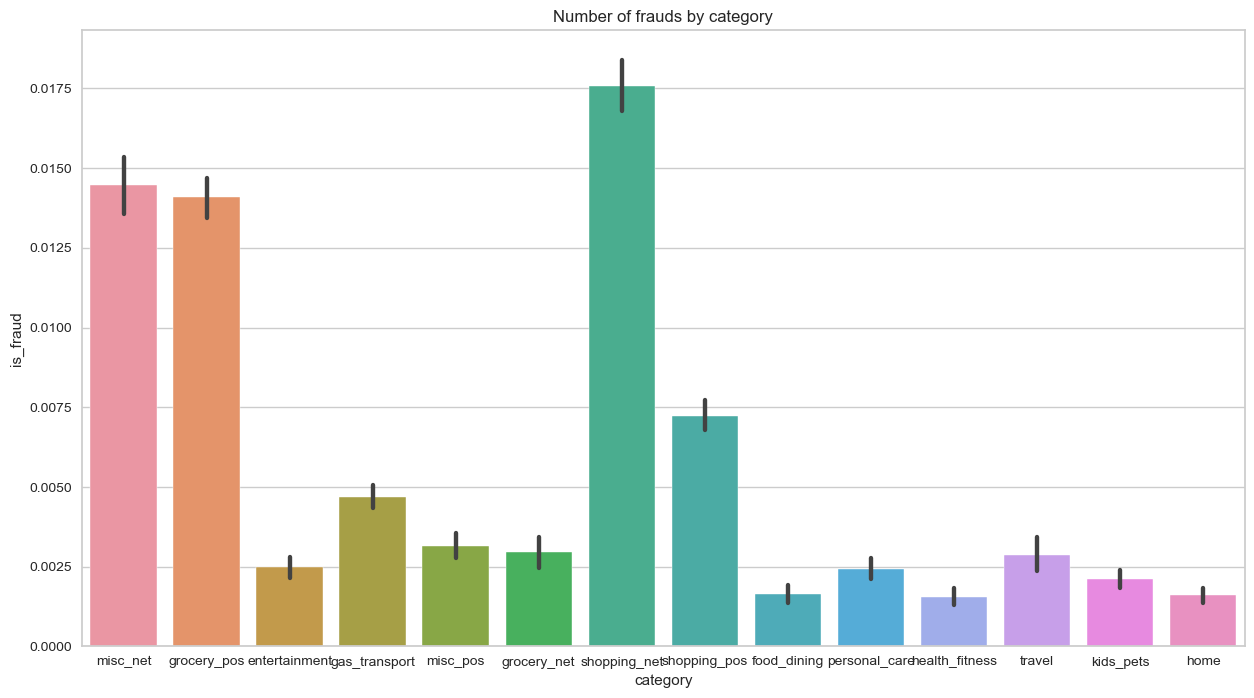 Number of frauds by category
is_fraud
0.0175
0.0150
0.0125
0.0100
0.0075
0.0050
0.0025
0.0000
misc_net grocery_pos entertainment gas_transport misc_pos grocery_net shopping_net shopping_pos food_dining personal_care health_fitness travel kids_pets home
category